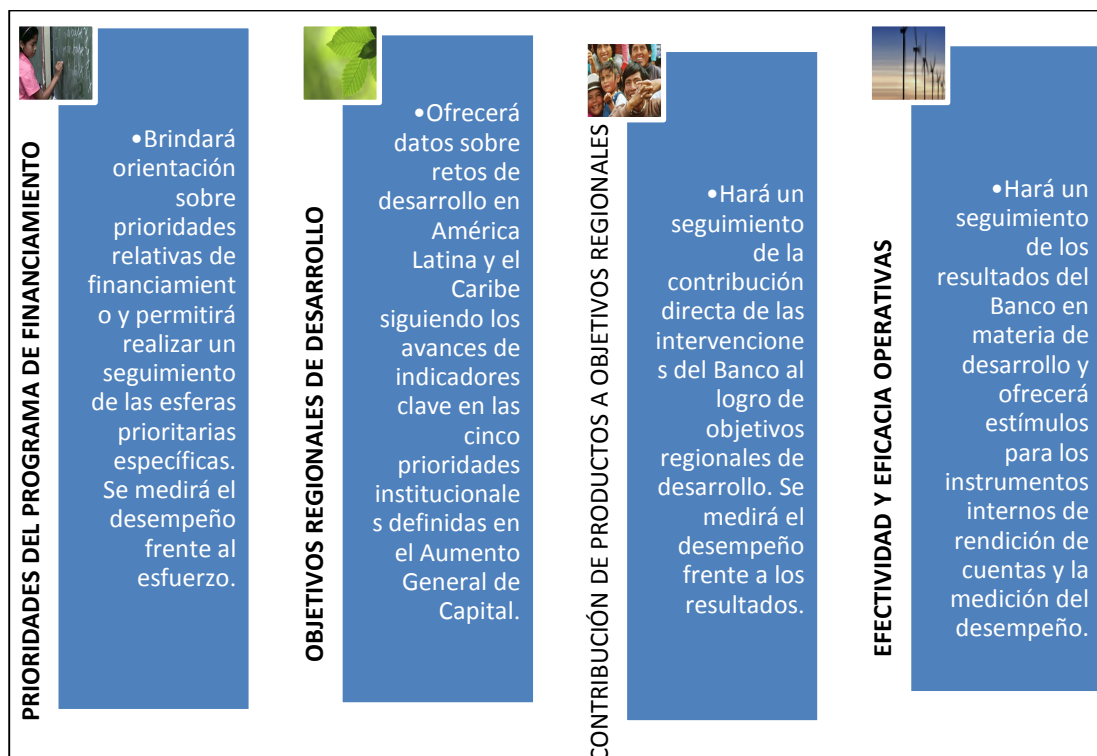 PRIORIDADES DEL PROGRAMA DE FINANCIAMIENTO
•Brindará
orientación
sobre
prioridades
relativas de
financiamient
o y permitirá
realizar un
seguimiento
de las esferas
prioritarias
específicas.
Se medirá el
desempeño
frente al
esfuerzo.
OBJETIVOS REGIONALES DE DESARROLLO
•Ofrecerá
datos sobre
retos de
desarrollo en
América
Latina y el
Caribe
siguiendo los
avances de
indicadores
clave en las
cinco
prioridades
institucionale
s definidas en
el Aumento
General de
Capital.
CONTRIBUCIÓN DE PRODUCTOS A OBJETIVOS REGIONALES
•Hará un
seguimiento
de la
contribución
directa de las
intervencione
s del Banco al
logro de
objetivos
regionales de
desarrollo. Se
medirá el
desempeño
frente a los
resultados.
EFECTIVIDAD Y EFICACIA OPERATIVAS
•Hará un
seguimiento
de los
resultados del
Banco en
materia de
desarrollo y
ofrecerá
estímulos
para los
instrumentos
internos de
rendición de
cuentas y la
medición del
desempeño.